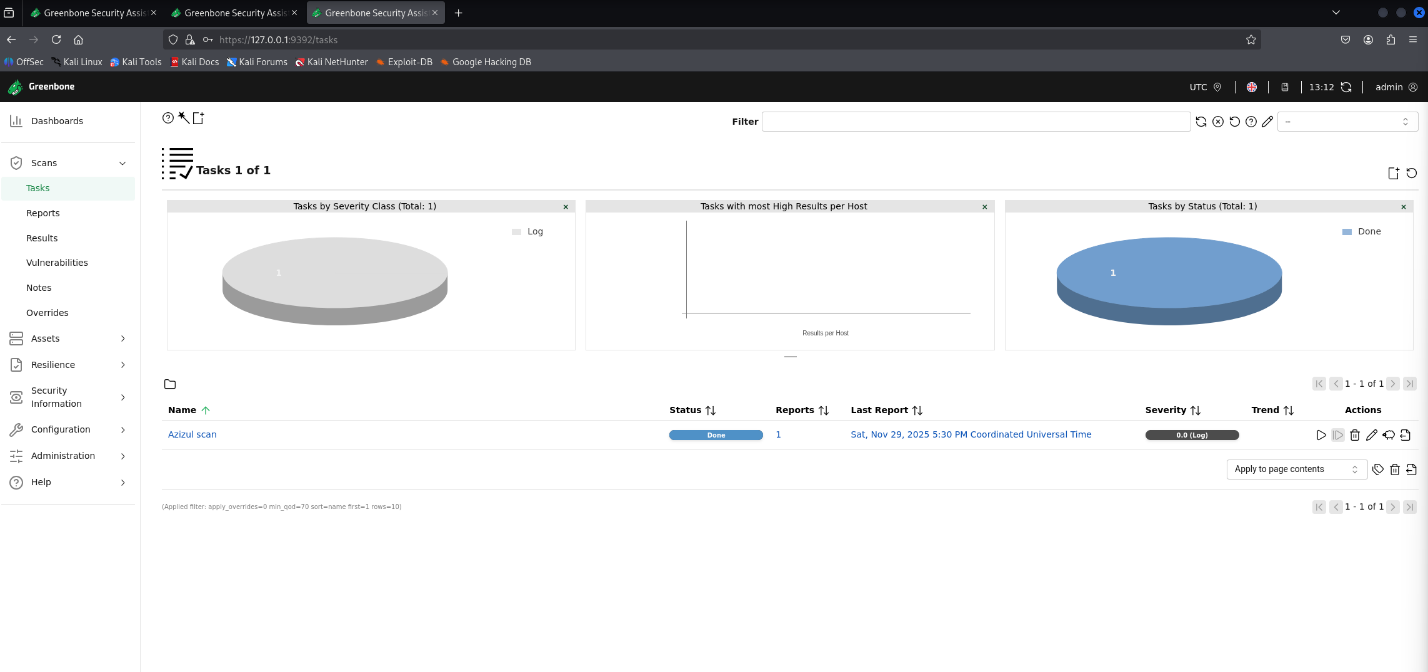 Greenbone Security Assis
Greenbone Security Assis
Greenbone Security Assis
https://127.0.0.1:9392/tasks
OffSec Kali Linux Kali Tools Kali Docs Kali Forums Kali NetHunter Exploit-DB Google Hacking DB
Greenbone
UTC 13:12 admin
Dashboards
Scans
Tasks
Reports
Results
Vulnerabilities
Notes
Overrides
Assets
Resilience
Security
Information
Configuration
Administration
Help
Filter
--
Tasks 1 of 1
Tasks by Severity Class (Total: 1)
Log
1
Tasks with most High Results per Host
Results per Host
Tasks by Status (Total: 1)
Done
1
1 - 1 of 1
Name Status Reports Last Report Severity Trend Actions
Azizul scan Done 1 Sat, Nov 29, 2025 5:30 PM Coordinated Universal Time 0.0 (Log)
Apply to page contents
(Applied filter: apply_overrides=0 min_qod=70 sort=name first=1 rows=10)
1 - 1 of 1